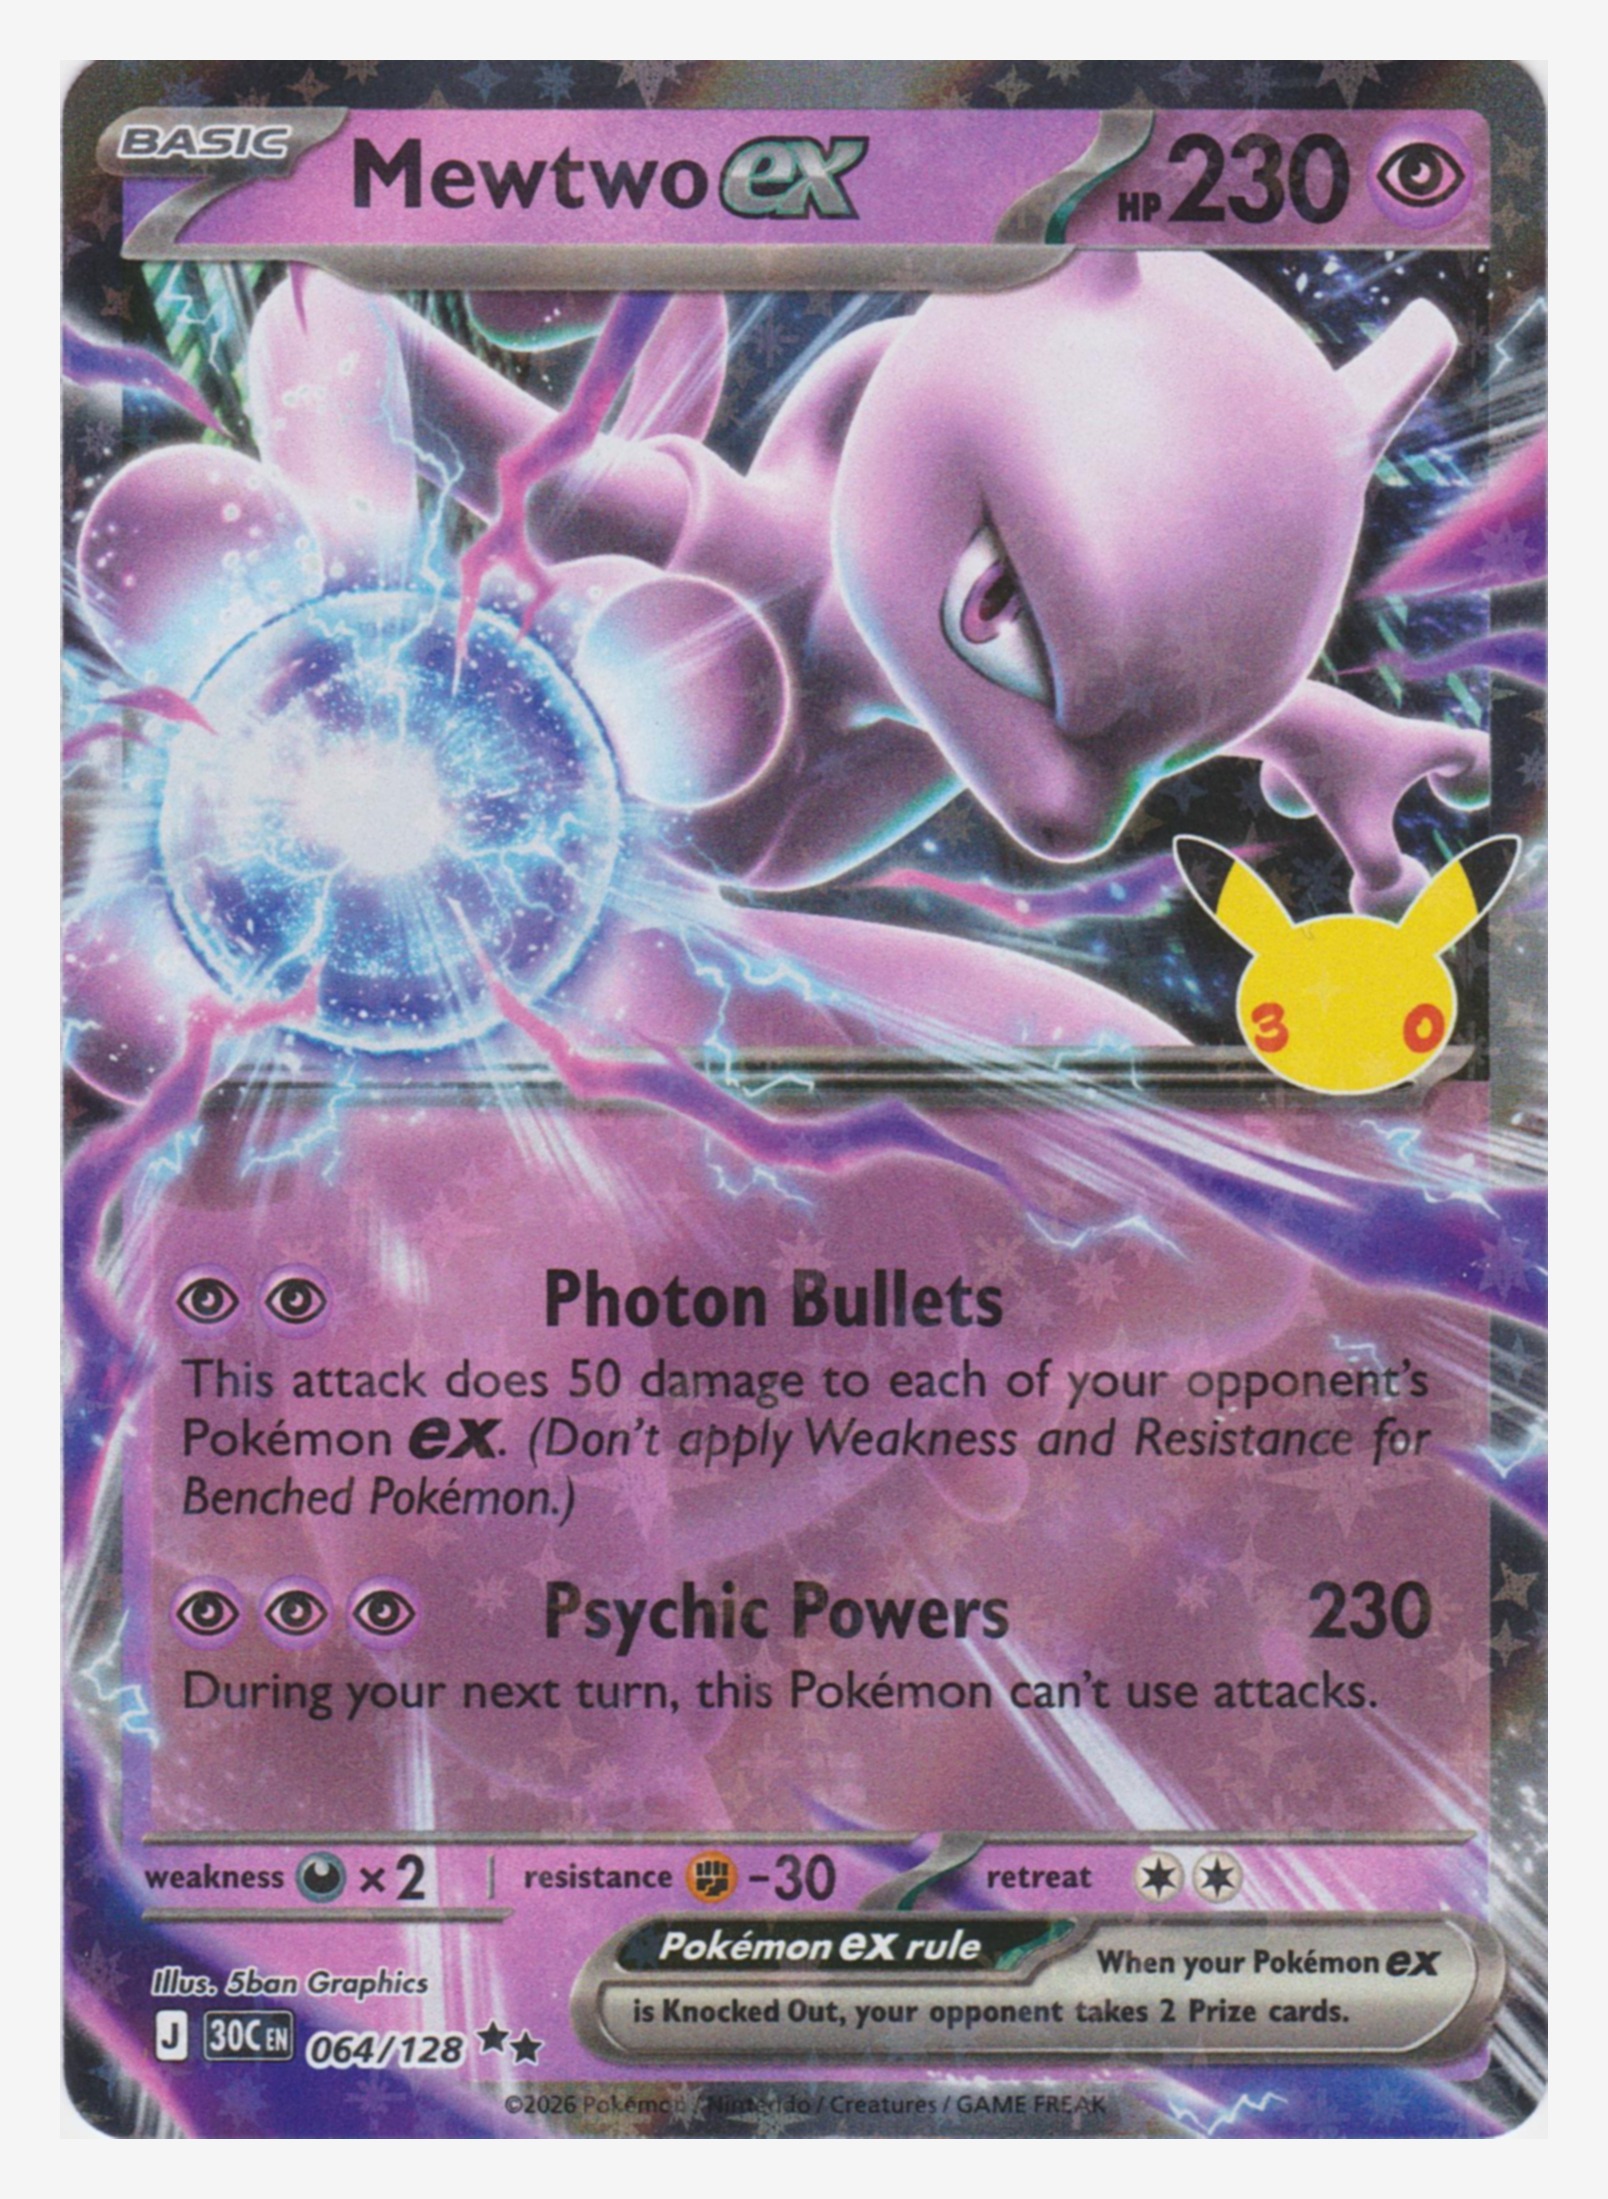 BASIC
Mewtwo ex
HP 230
3 0
Photon Bullets
This attack does 50 damage to each of your opponent's
Pokémon ex. (Don't apply Weakness and Resistance for
Benched Pokémon.)
Psychic Powers 230
During your next turn, this Pokémon can't use attacks.
weakness ×2 resistance -30 retreat
Pokémon ex rule When your Pokémon ex
is Knocked Out, your opponent takes 2 Prize cards.
Illus. 5ban Graphics
J 30C EN 064/128
©2026 Pokémon / Nintendo / Creatures / GAME FREAK